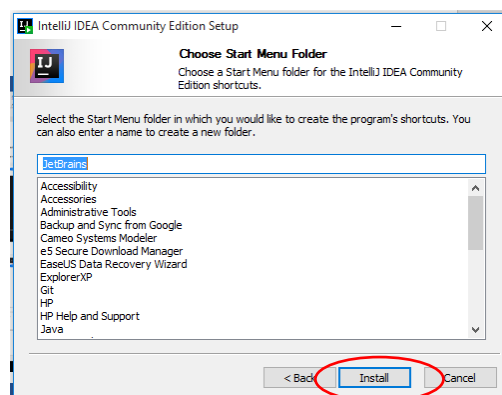 IntelliJ IDEA Community Edition Setup
IJ
Choose Start Menu Folder
Choose a Start Menu folder for the IntelliJ IDEA Community
Edition shortcuts.
Select the Start Menu folder in which you would like to create the program's shortcuts. You
can also enter a name to create a new folder.
JetBrains
Accessibility
Accessories
Administrative Tools
Backup and Sync from Google
Cameo Systems Modeler
e5 Secure Download Manager
EaseUS Data Recovery Wizard
ExplorerXP
Git
HP
HP Help and Support
Java
< Back Install Cancel